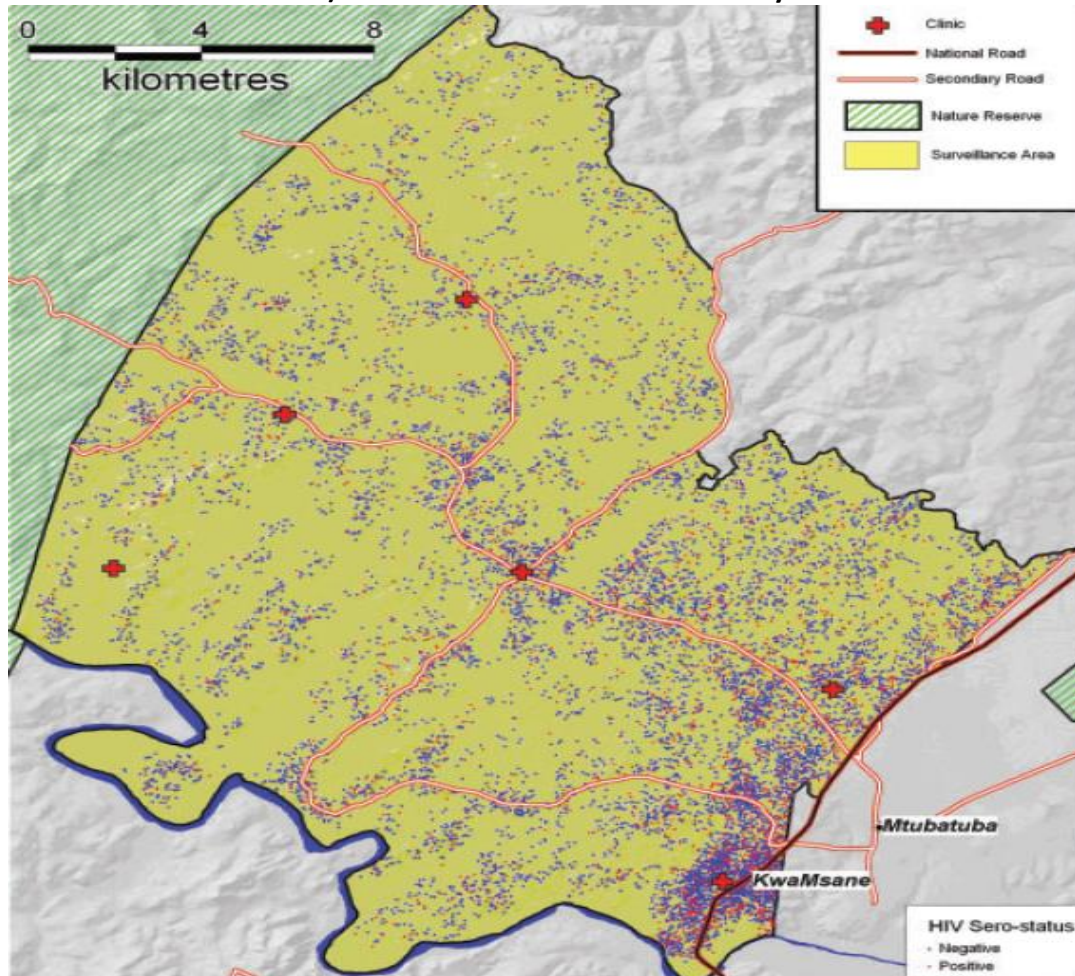 0 4 8
kilometres
Clinic
National Road
Secondary Road
Nature Reserve
Surveillance Area
Mtubatuba
KwaMsane
HIV Sero-status
Negative
Positive